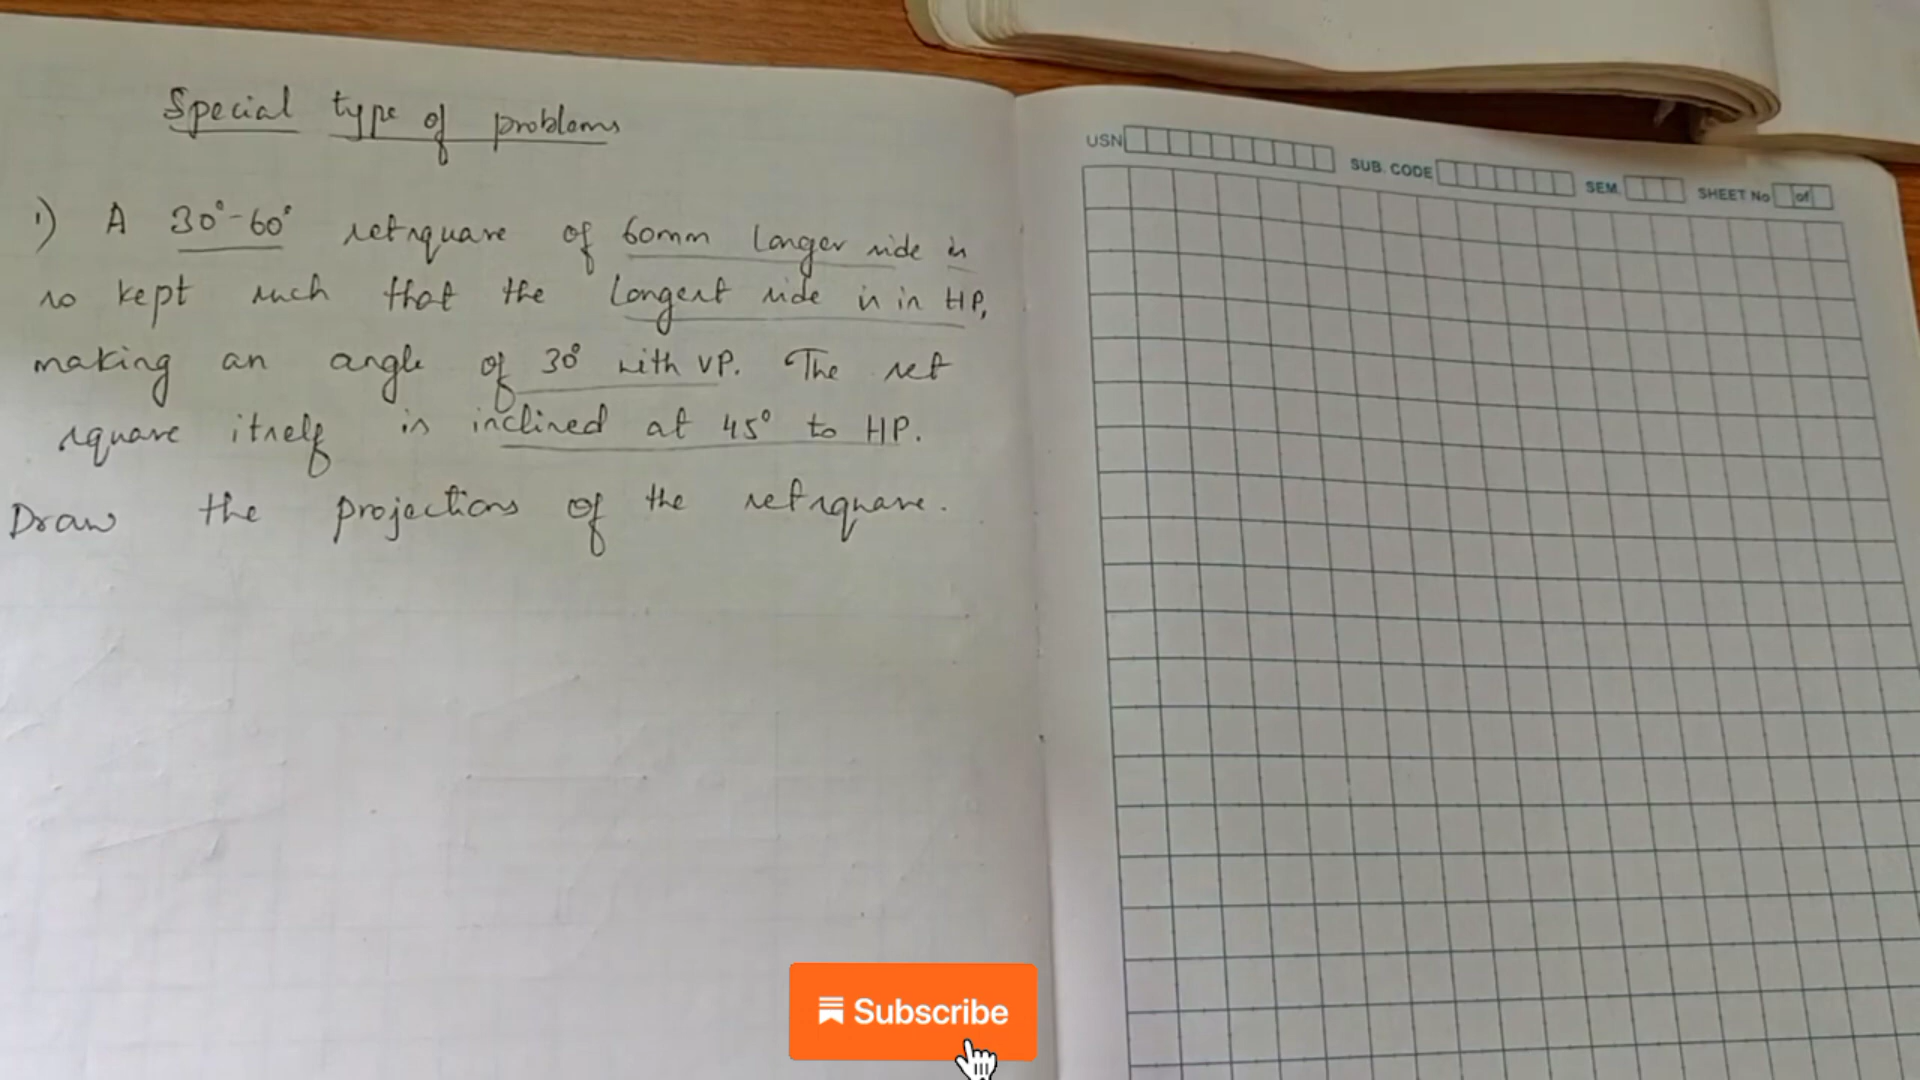 Special type of problems
1) A 30°-60° setsquare of 60mm longer side is
so kept such that the longest side is in HP,
making an angle of 30° with VP. The set
square itself is inclined at 45° to HP.
Draw the projections of the setsquare.
USN SUB. CODE SEM. SHEET No of
Subscribe